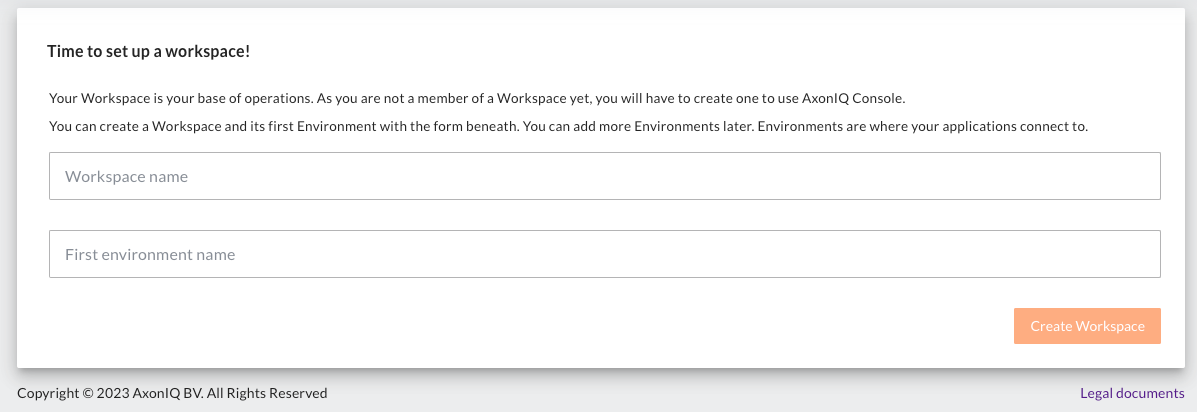 Time to set up a workspace!
Your Workspace is your base of operations. As you are not a member of a Workspace yet, you will have to create one to use AxonIQ Console.
You can create a Workspace and its first Environment with the form beneath. You can add more Environments later. Environments are where your applications connect to.
Workspace name
First environment name
Create Workspace
Copyright © 2023 AxonIQ BV. All Rights Reserved
Legal documents